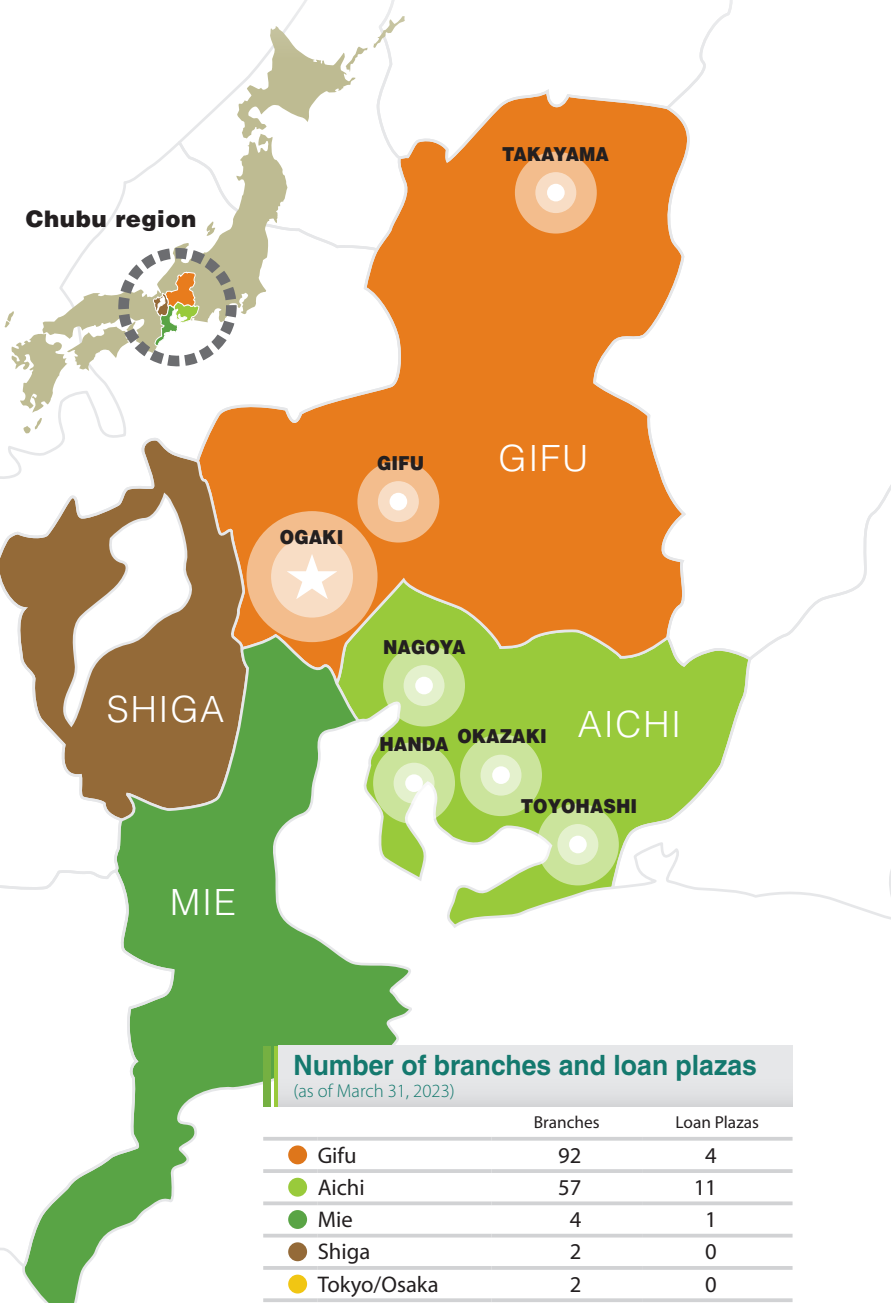 TAKAYAMA
Chubu region
GIFU
GIFU
OGAKI
NAGOYA
SHIGA
AICHI
HANDA
OKAZAKI
TOYOHASHI
MIE
Number of branches and loan plazas
(as of March 31, 2023)
Branches Loan Plazas
Gifu 92 4
Aichi 57 11
Mie 4 1
Shiga 2 0
Tokyo/Osaka 2 0